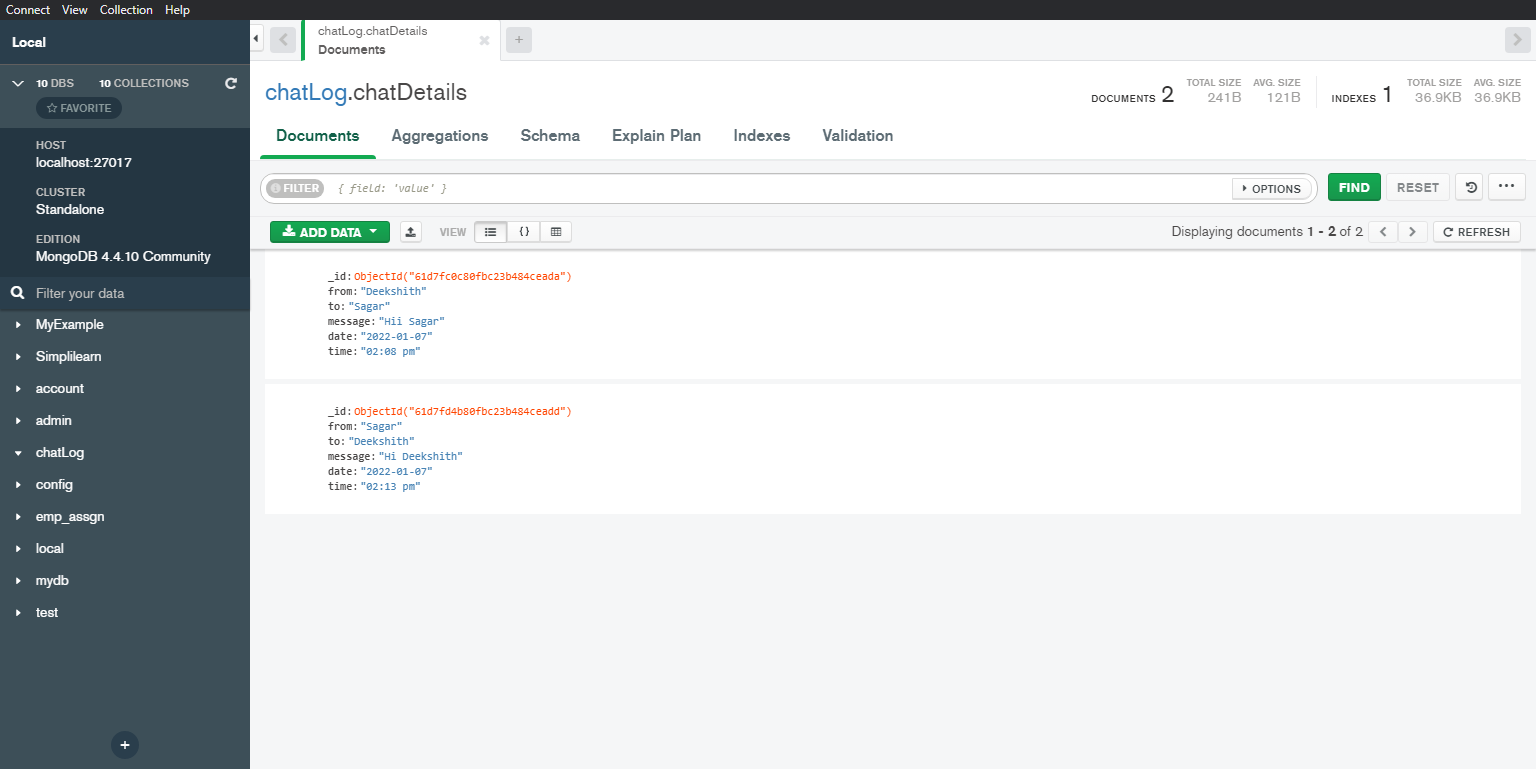 Connect View Collection Help
Local
10 DBS 10 COLLECTIONS
FAVORITE
HOST
localhost:27017
CLUSTER
Standalone
EDITION
MongoDB 4.4.10 Community
Filter your data
MyExample
Simplilearn
account
admin
chatLog
config
emp_assgn
local
mydb
test
+
chatLog.chatDetails
Documents
+
chatLog.chatDetails
DOCUMENTS 2 TOTAL SIZE 241B AVG. SIZE 121B INDEXES 1 TOTAL SIZE 36.9KB AVG. SIZE 36.9KB
Documents Aggregations Schema Explain Plan Indexes Validation
FILTER { field: 'value' } OPTIONS FIND RESET ...
ADD DATA VIEW {} Displaying documents 1 - 2 of 2 < > REFRESH
_id: ObjectId("61d7fc0c80fbc23b484ceada")
from: "Deekshith"
to: "Sagar"
message: "Hii Sagar"
date: "2022-01-07"
time: "02:08 pm"
_id: ObjectId("61d7fd4b80fbc23b484ceadd")
from: "Sagar"
to: "Deekshith"
message: "Hi Deekshith"
date: "2022-01-07"
time: "02:13 pm"